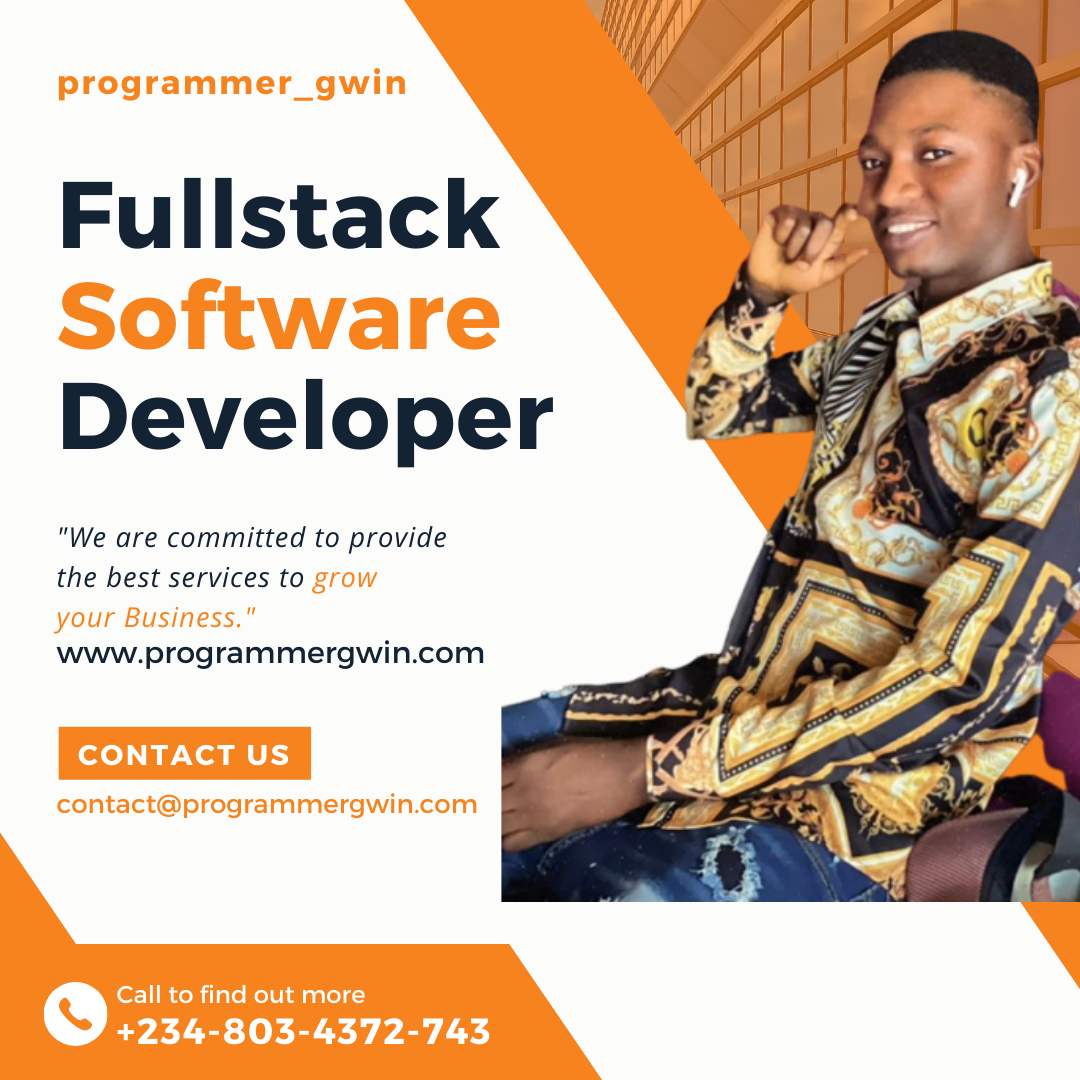 programmer_gwin
Fullstack
Software
Developer
"We are committed to provide
the best services to grow
your Business."
www.programmergwin.com
CONTACT US
contact@programmergwin.com
Call to find out more
+234-803-4372-743